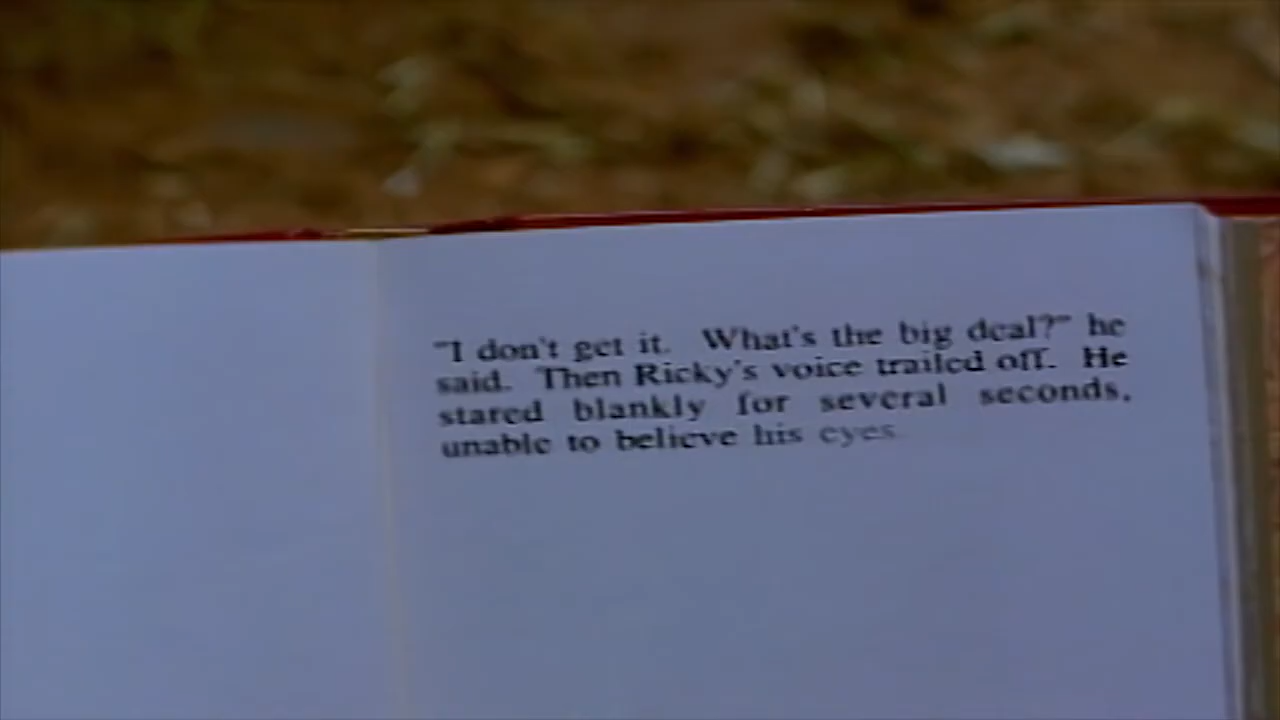 "I don't get it. What's the big deal?" he
said. Then Ricky's voice trailed off. He
stared blankly for several seconds,
unable to believe his eyes.